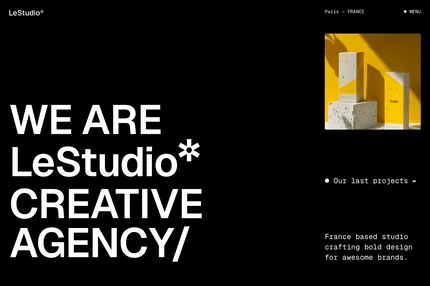 LeStudio®
Paris — FRANCE
● MENU
WE ARE
LeStudio*
CREATIVE
AGENCY/
● Our last projects ➨
France based studio
crafting bold design
for awesome brands.